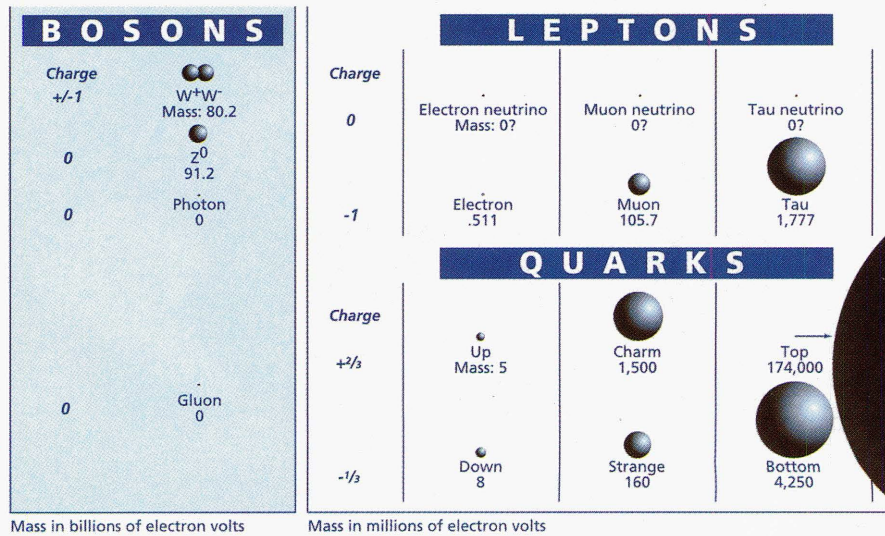 BOSONS
Charge
+/-1
W+W-
Mass: 80.2
0
Z0
91.2
0
Photon
0
0
Gluon
0
Mass in billions of electron volts
LEPTONS
Charge
0
Electron neutrino
Mass: 0?
Muon neutrino
0?
Tau neutrino
0?
-1
Electron
.511
Muon
105.7
Tau
1,777
QUARKS
Charge
+2/3
Up
Mass: 5
Charm
1,500
Top
174,000
-1/3
Down
8
Strange
160
Bottom
4,250
Mass in millions of electron volts